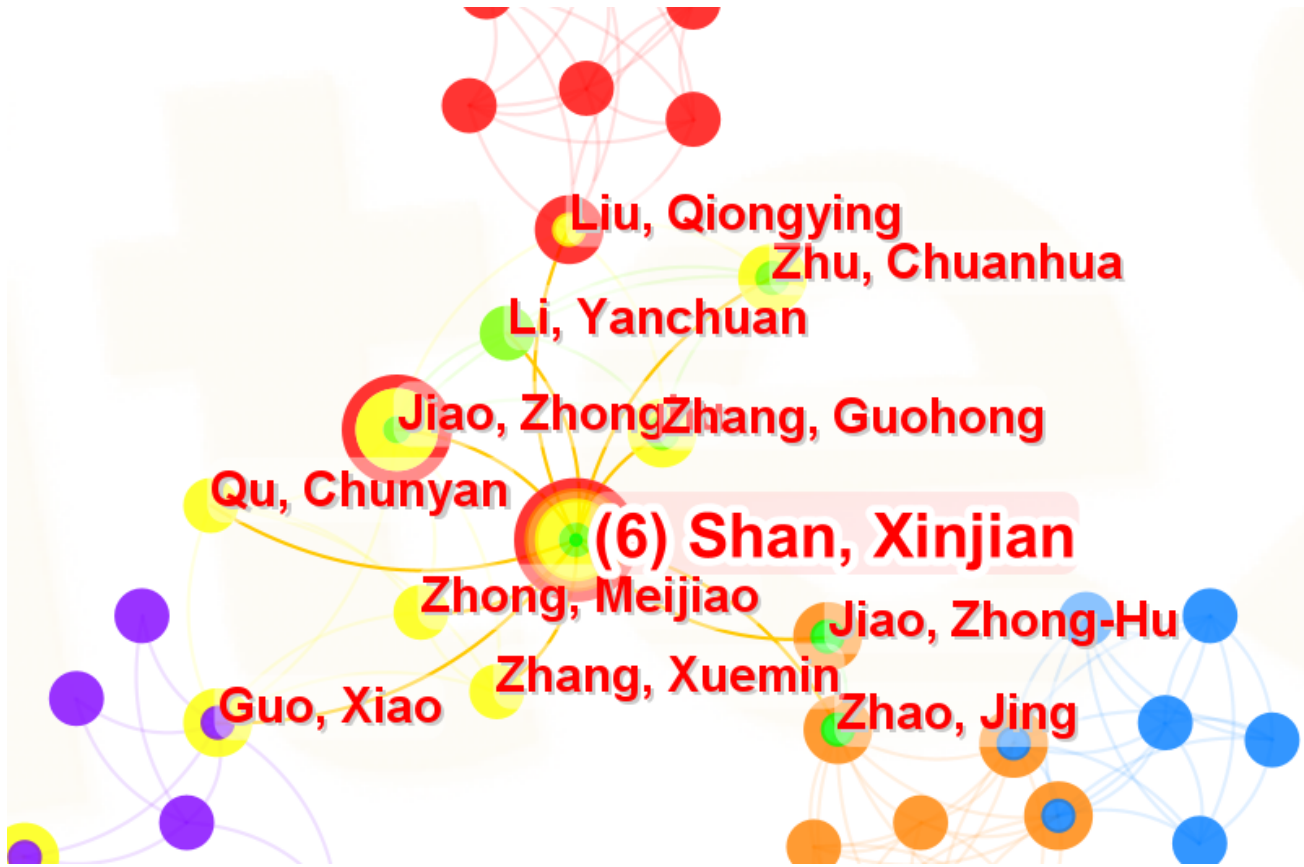 Liu, Qiongying
Zhu, Chuanhua
Li, Yanchuan
Jiao,
Zhang, Guohong
Qu, Chunyan
(6) Shan, Xinjian
Zhong, Meijiao
Jiao, Zhong-Hu
Zhang, Xuemin
Guo, Xiao
Zhao, Jing